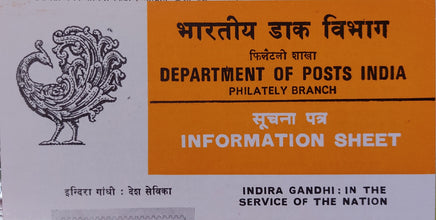 भारतीय डाक विभाग
फिलेटली शाखा
DEPARTMENT OF POSTS INDIA
PHILATELY BRANCH
सूचना पत्र
INFORMATION SHEET
इन्दिरा गांधी : देश सेविका
INDIRA GANDHI : IN THE
SERVICE OF THE NATION